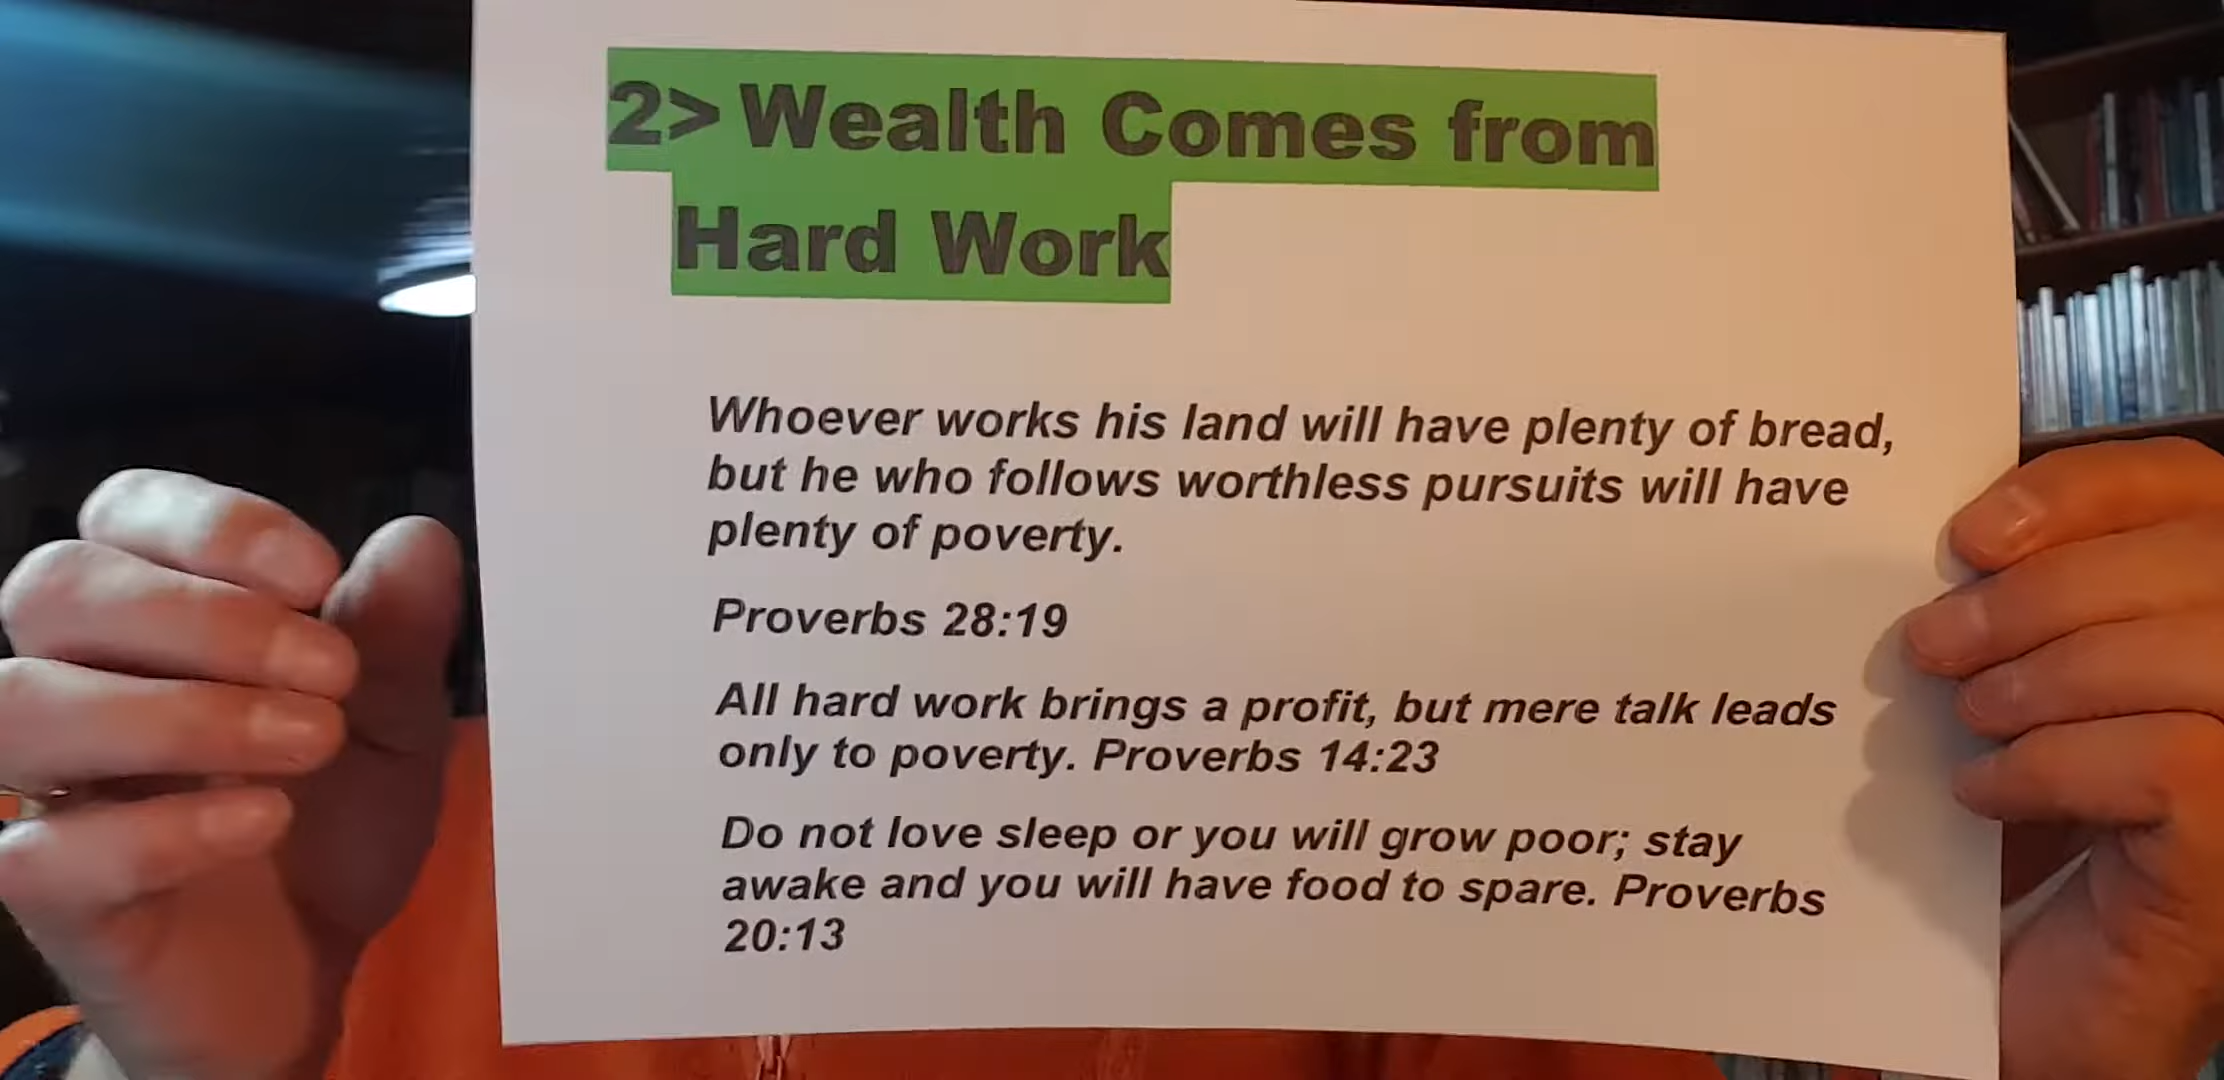 2> Wealth Comes from
Hard Work
Whoever works his land will have plenty of bread,
but he who follows worthless pursuits will have
plenty of poverty.
Proverbs 28:19
All hard work brings a profit, but mere talk leads
only to poverty. Proverbs 14:23
Do not love sleep or you will grow poor; stay
awake and you will have food to spare. Proverbs
20:13